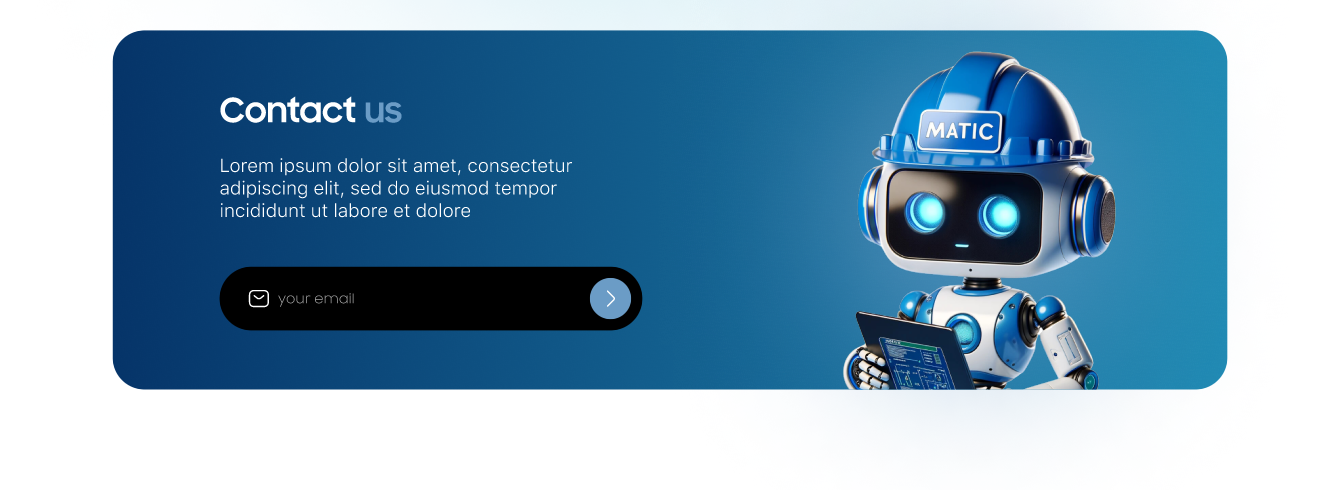 Contact us
Lorem ipsum dolor sit amet, consectetur
adipiscing elit, sed do eiusmod tempor
incididunt ut labore et dolore
your email
MATIC